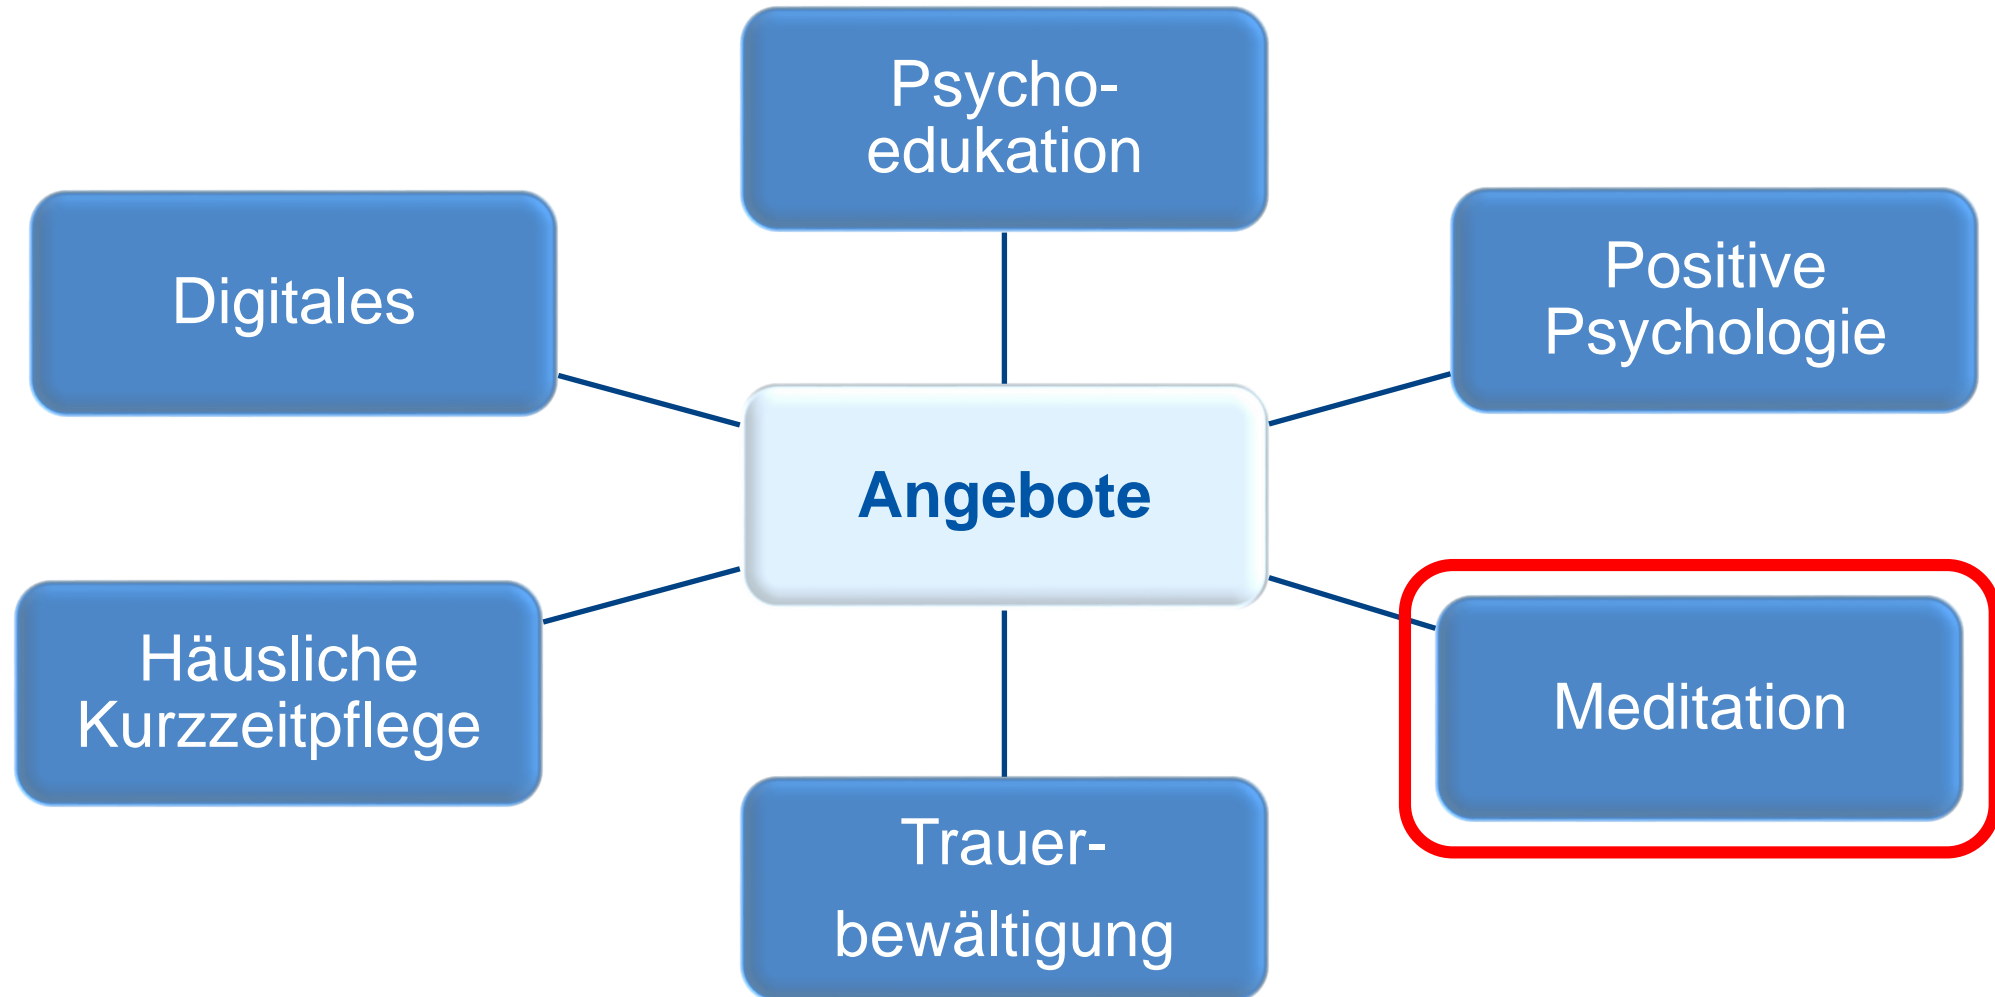 Psycho-
edukation
Digitales
Positive
Psychologie
Angebote
Häusliche
Kurzzeitpflege
Meditation
Trauer-
bewältigung